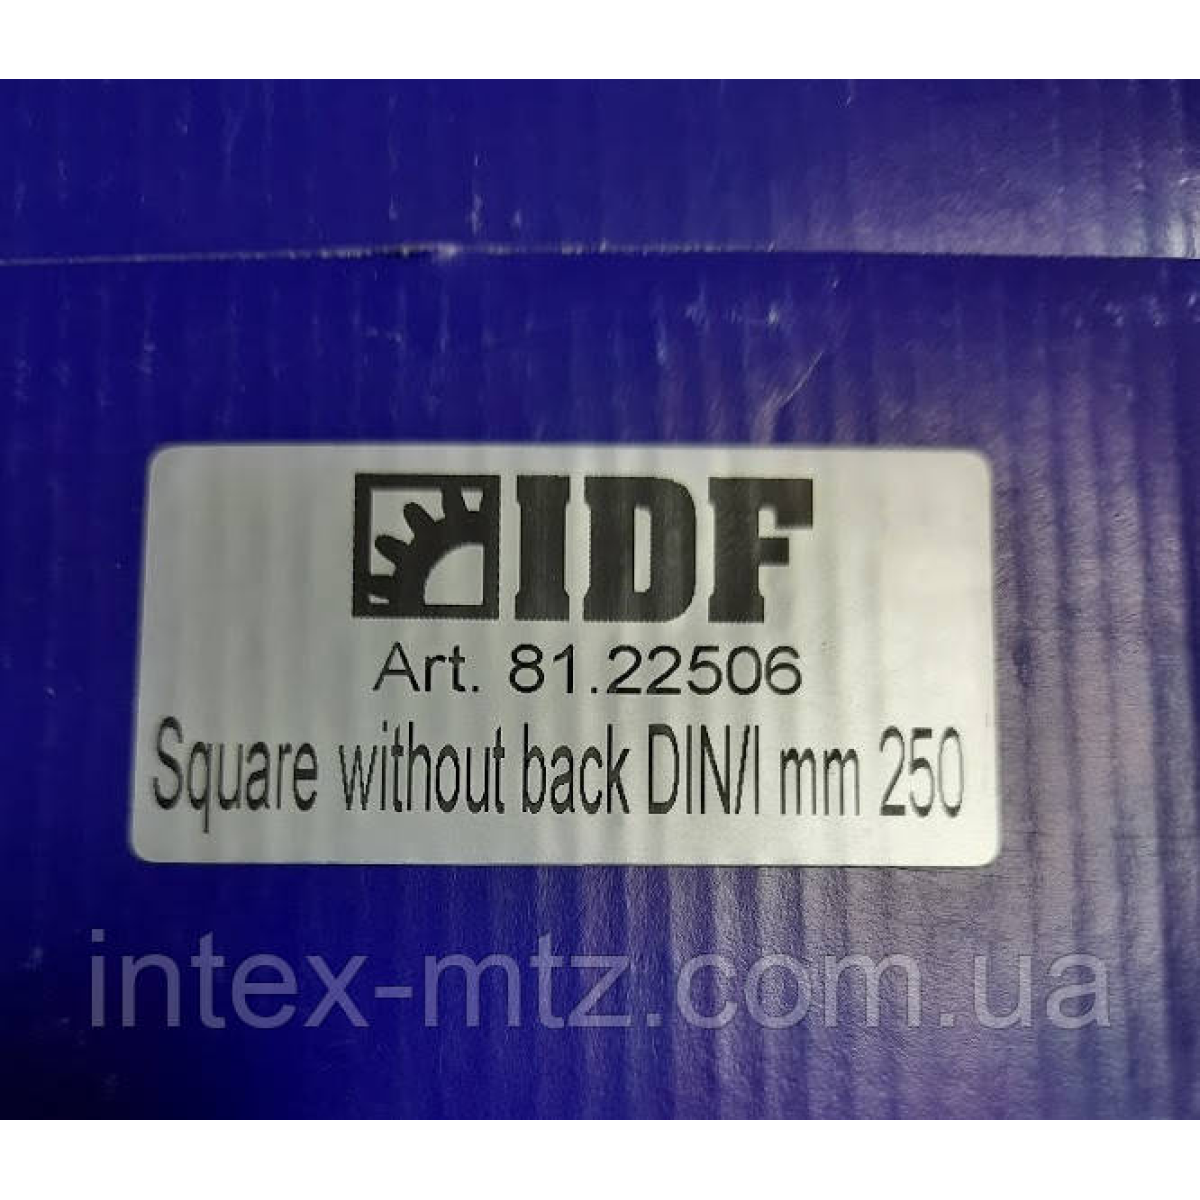 IDF
Art. 81.22506
Square without back DIN/I mm 250
intex-mtz.com.ua